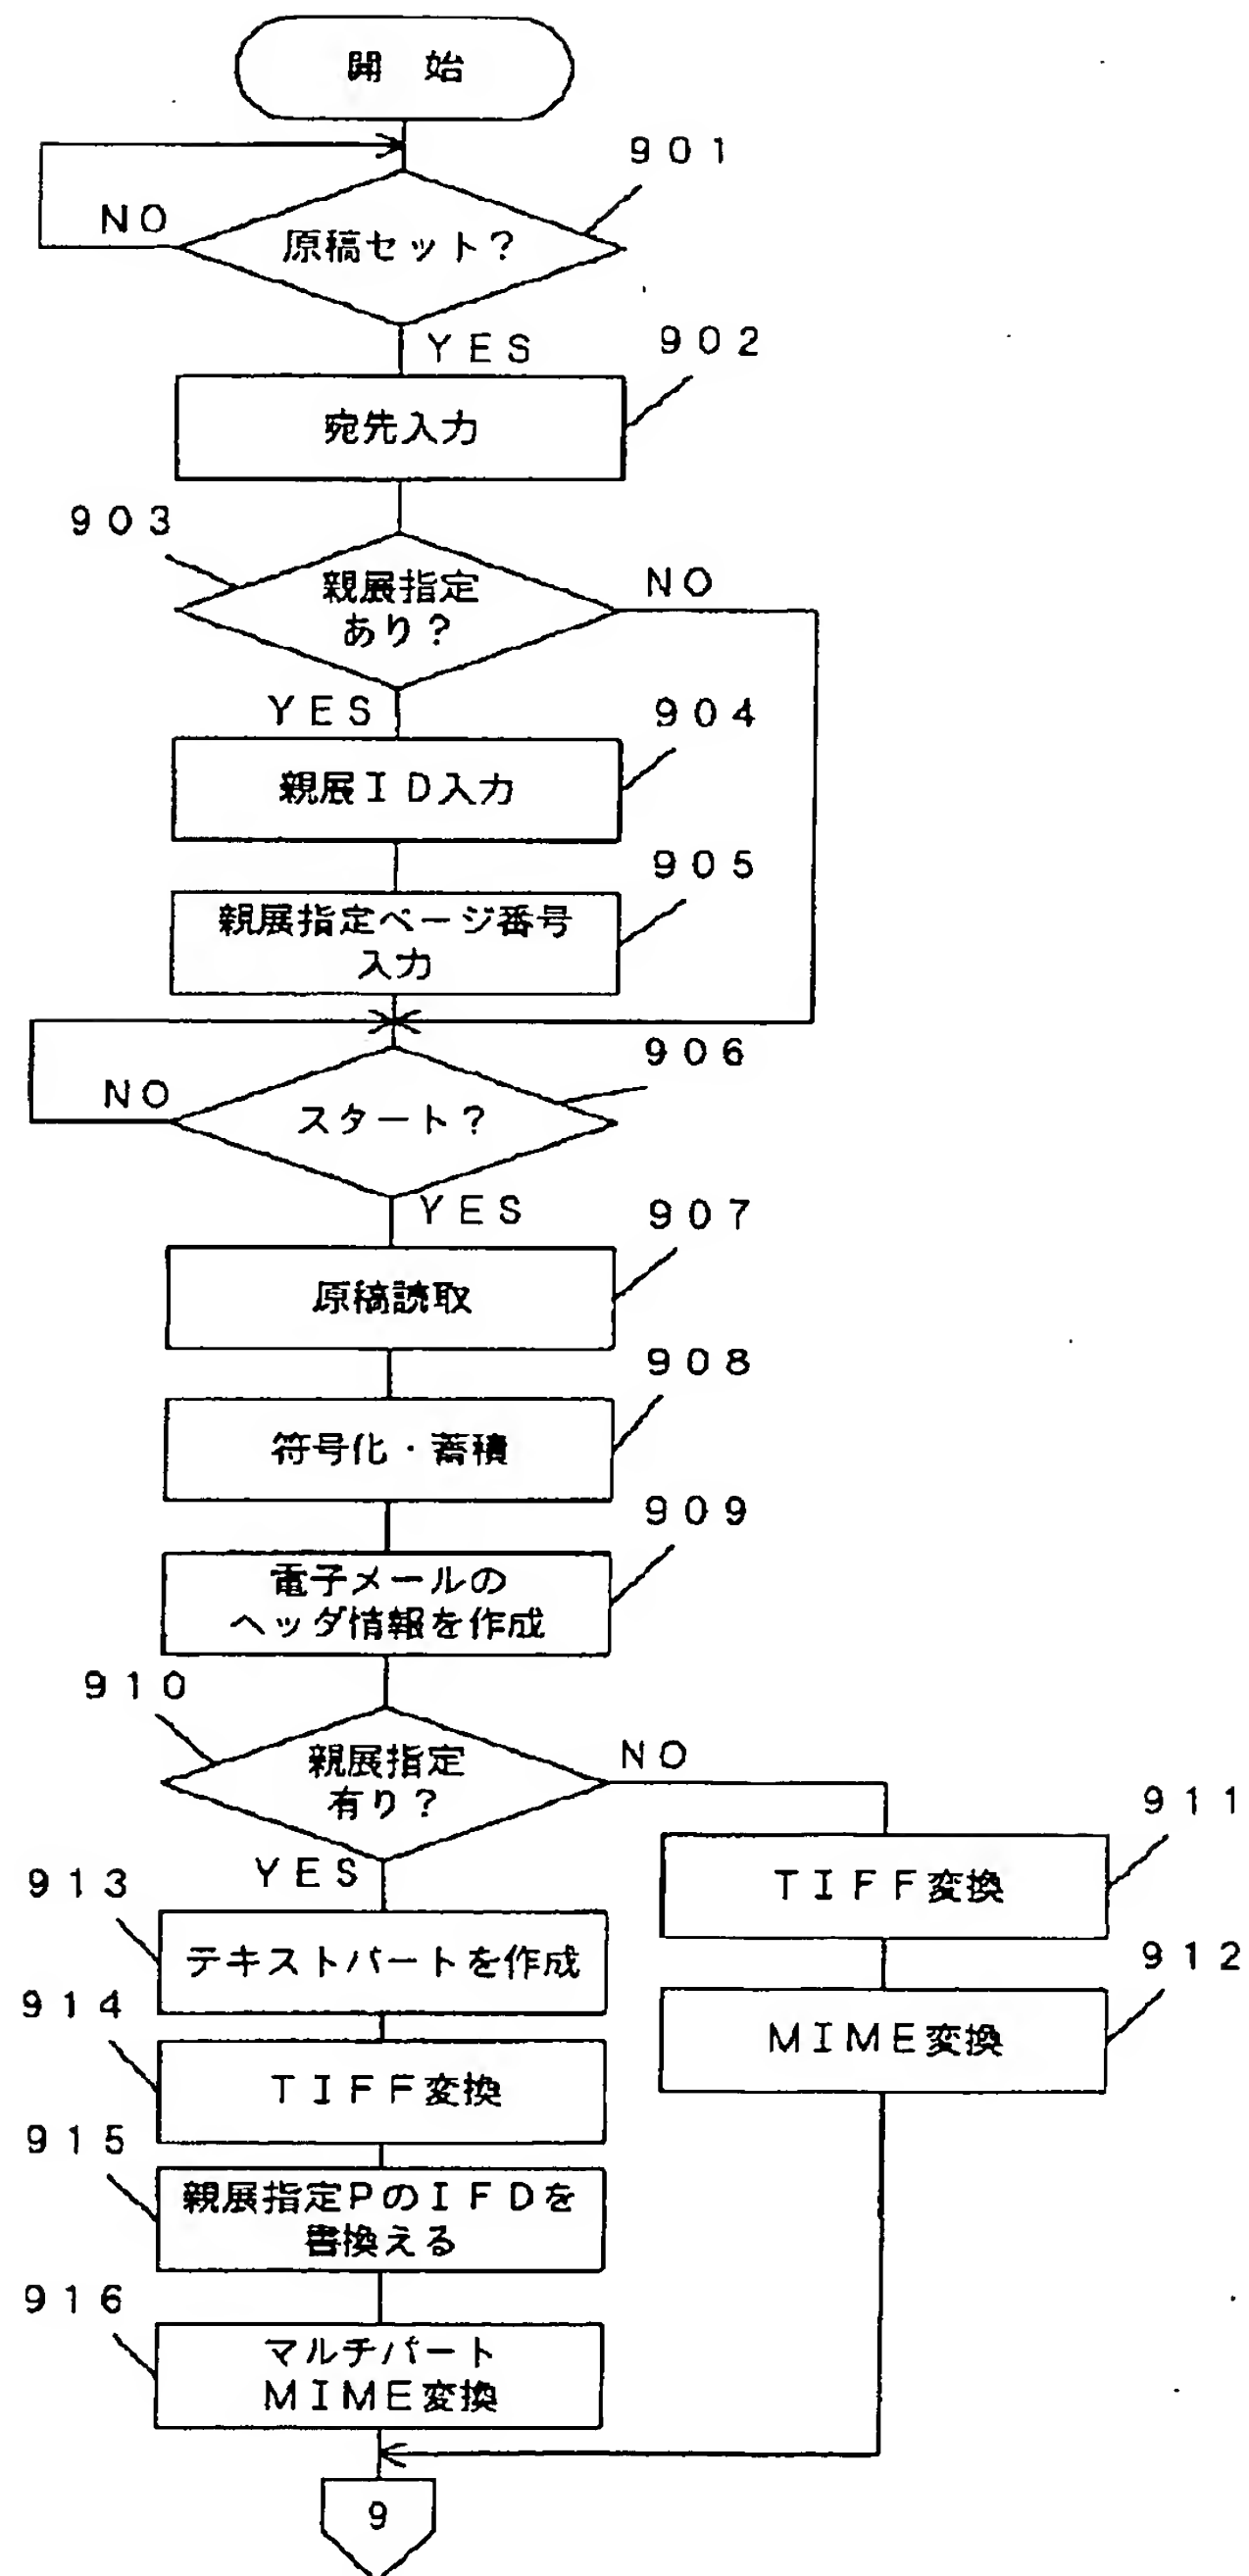 開 始
901
NO
原稿セット?
YES
902
宛先入力
903
親展指定
あり?
NO
YES
904
親展ID入力
905
親展指定ページ番号
入力
906
NO
スタート?
YES
907
原稿読取
908
符号化・蓄積
909
電子メールの
ヘッダ情報を作成
910
親展指定
有り?
NO
YES
911
TIFF変換
912
MIME変換
913
テキストパートを作成
914
TIFF変換
915
親展指定PのIFDを
書換える
916
マルチパート
MIME変換
9